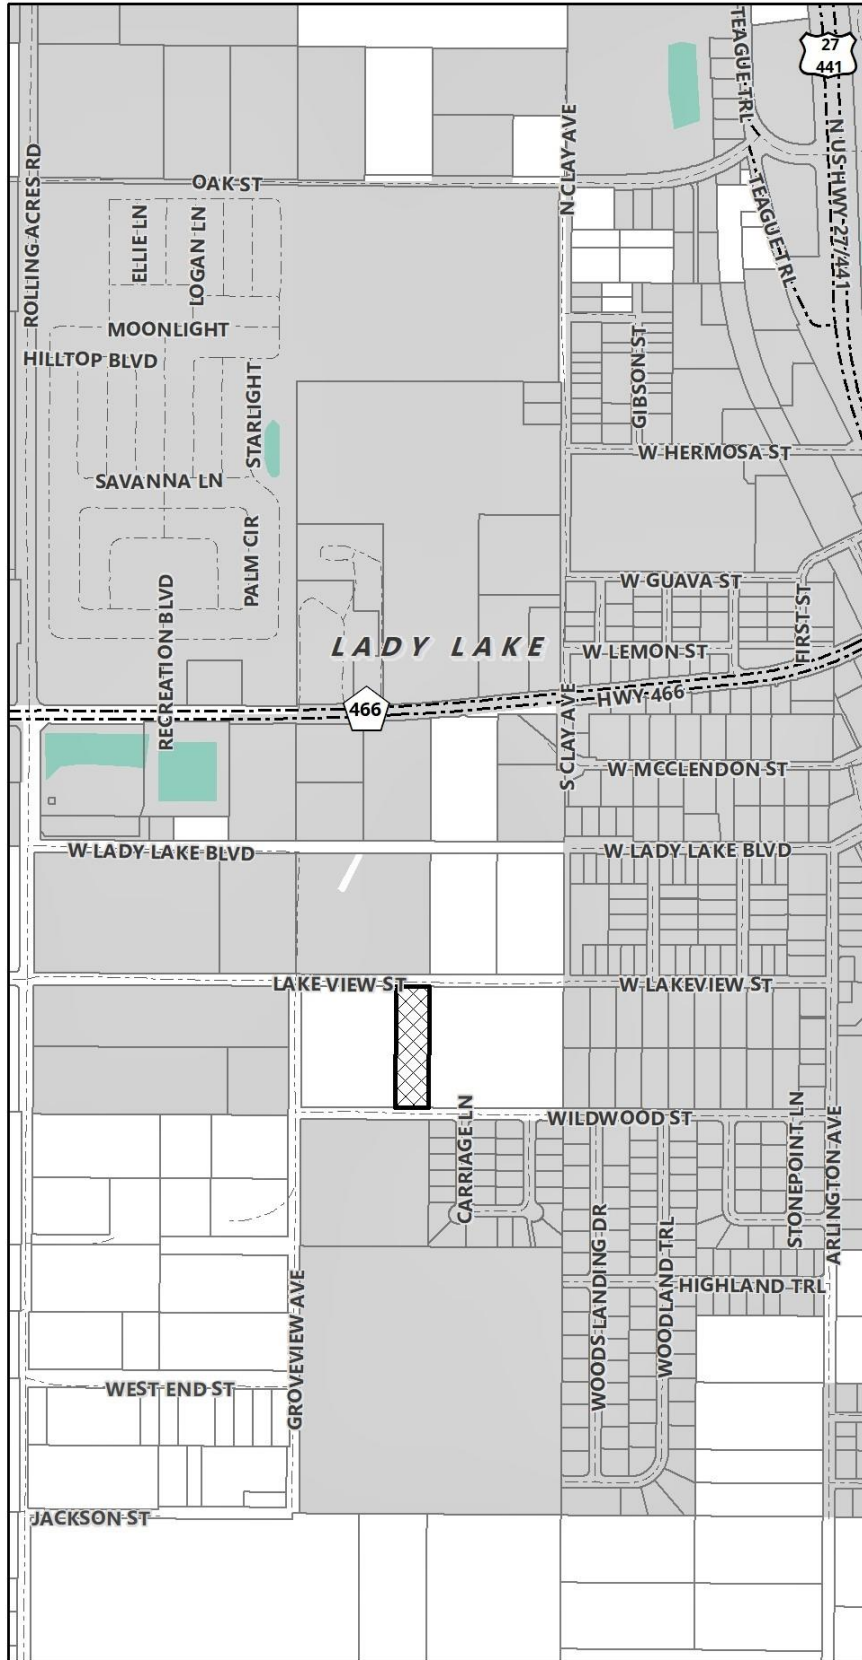 TEAGUE TRL
27
441
N US HWY 27/441
N CLAY AVE
ROLLING ACRES RD
OAK ST
TEAGUE TRL
ELLIE LN
LOGAN LN
MOONLIGHT
HILLTOP BLVD
STARLIGHT
GIBSON ST
W HERMOSA ST
SAVANNA LN
PALM CIR
W GUAVA ST
RECREATION BLVD
FIRST ST
LADY LAKE
W LEMON ST
HWY 466
466
S CLAY AVE
W MCCLENDON ST
W LADY LAKE BLVD
W LADY LAKE BLVD
LAKE VIEW ST
W LAKEVIEW ST
WILDWOOD ST
CARRIAGE LN
STONEPOINT LN
ARLINGTON AVE
WOODS LANDING DR
WOODLAND TRL
HIGHLAND TRL
GROVEVIEW AVE
WEST END ST
JACKSON ST